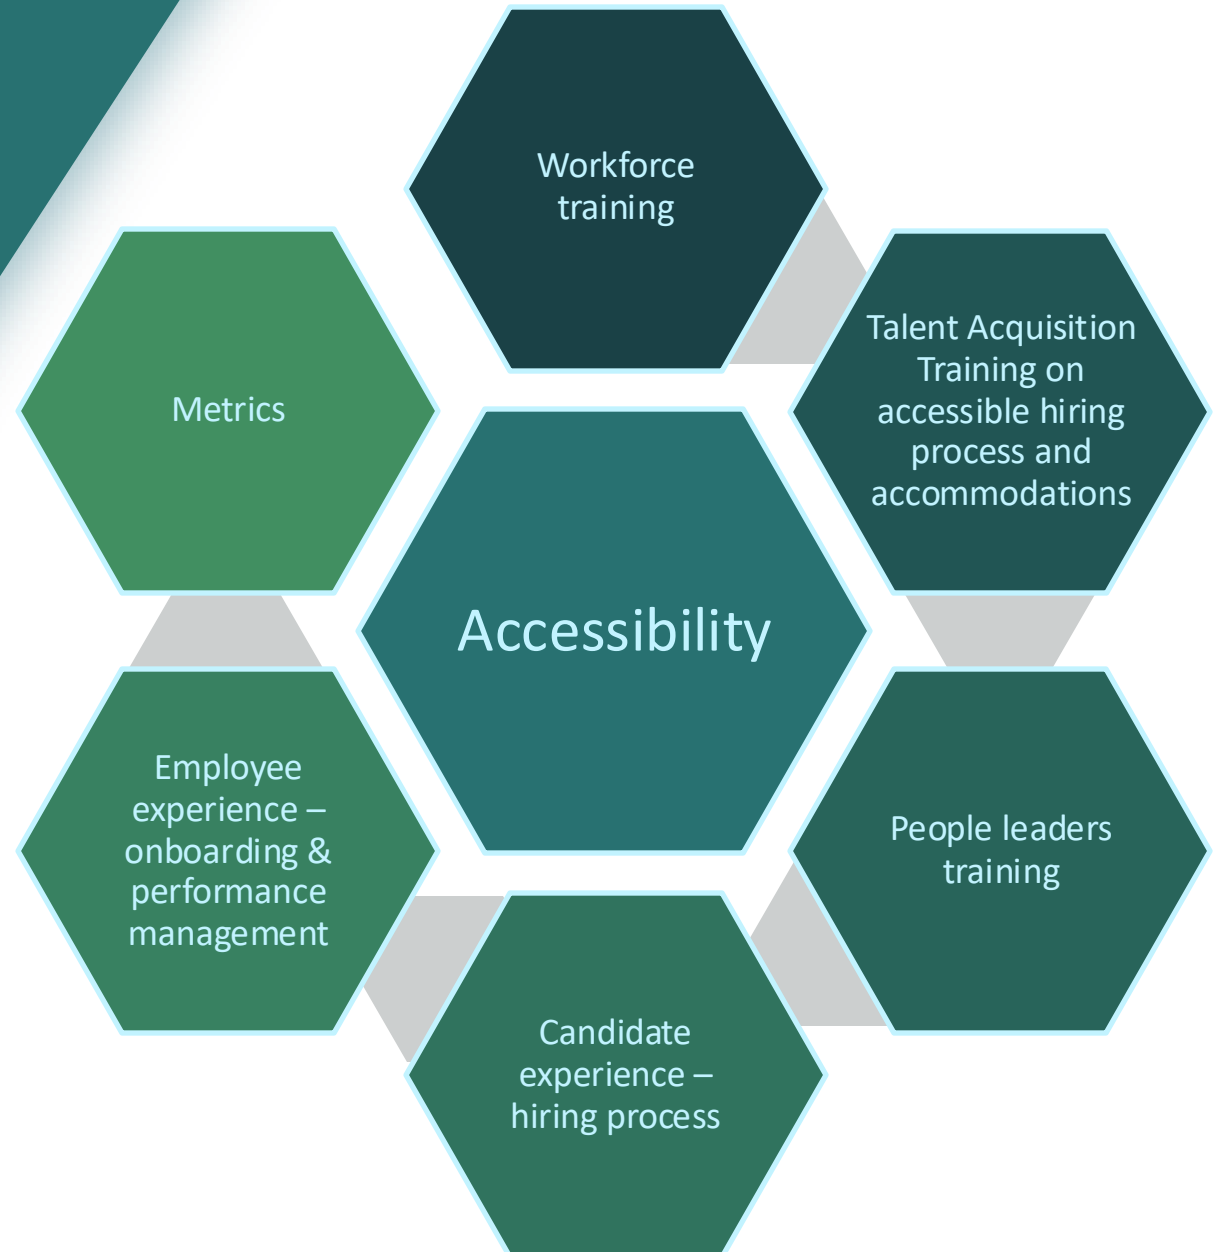 Workforce
training
Talent Acquisition
Training on
accessible hiring
process and
accommodations
Metrics
Accessibility
People leaders
training
Employee
experience –
onboarding &
performance
management
Candidate
experience –
hiring process